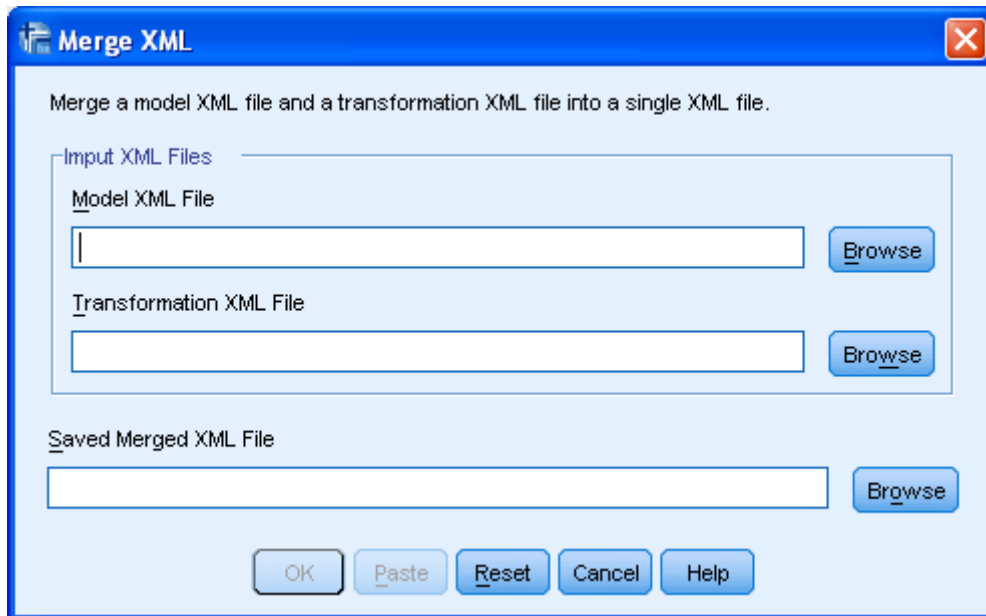 Merge XML
Merge a model XML file and a transformation XML file into a single XML file.
Imput XML Files
Model XML File
Browse
Transformation XML File
Browse
Saved Merged XML File
Browse
OK Paste Reset Cancel Help